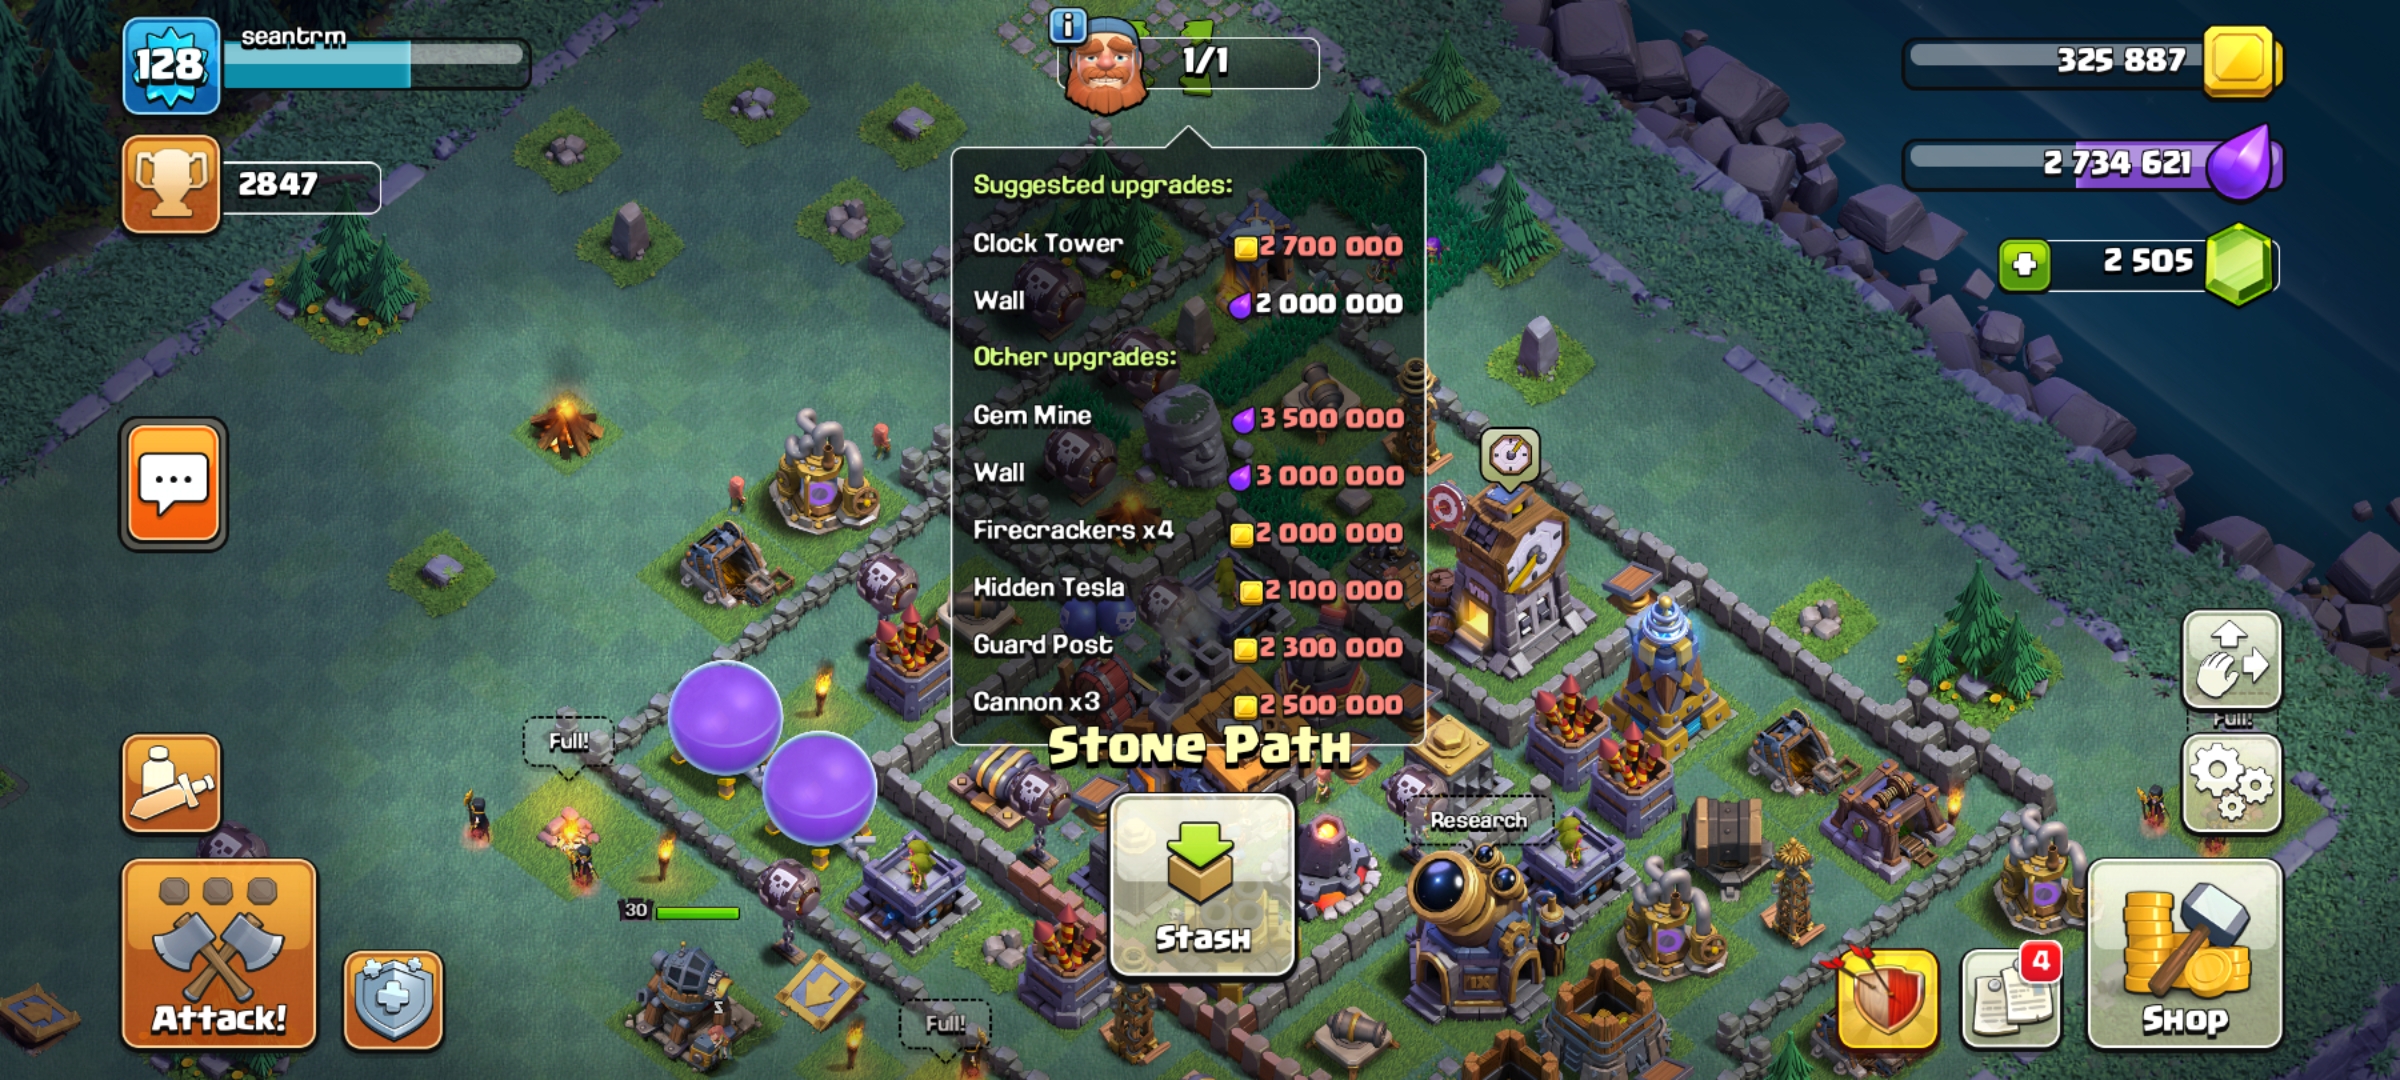 128
seantrm
1/1
325 887
2847
2 734 621
2 505
Suggested upgrades:
Clock Tower 2 700 000
Wall 2 000 000
Other upgrades:
Gem Mine 3 500 000
Wall 3 000 000
Firecrackers x4 2 000 000
Hidden Tesla 2 100 000
Guard Post 2 300 000
Cannon x3 2 500 000
Stone Path
Full!
Full!
Research
30
Stash
Attack!
Full!
4
Shop